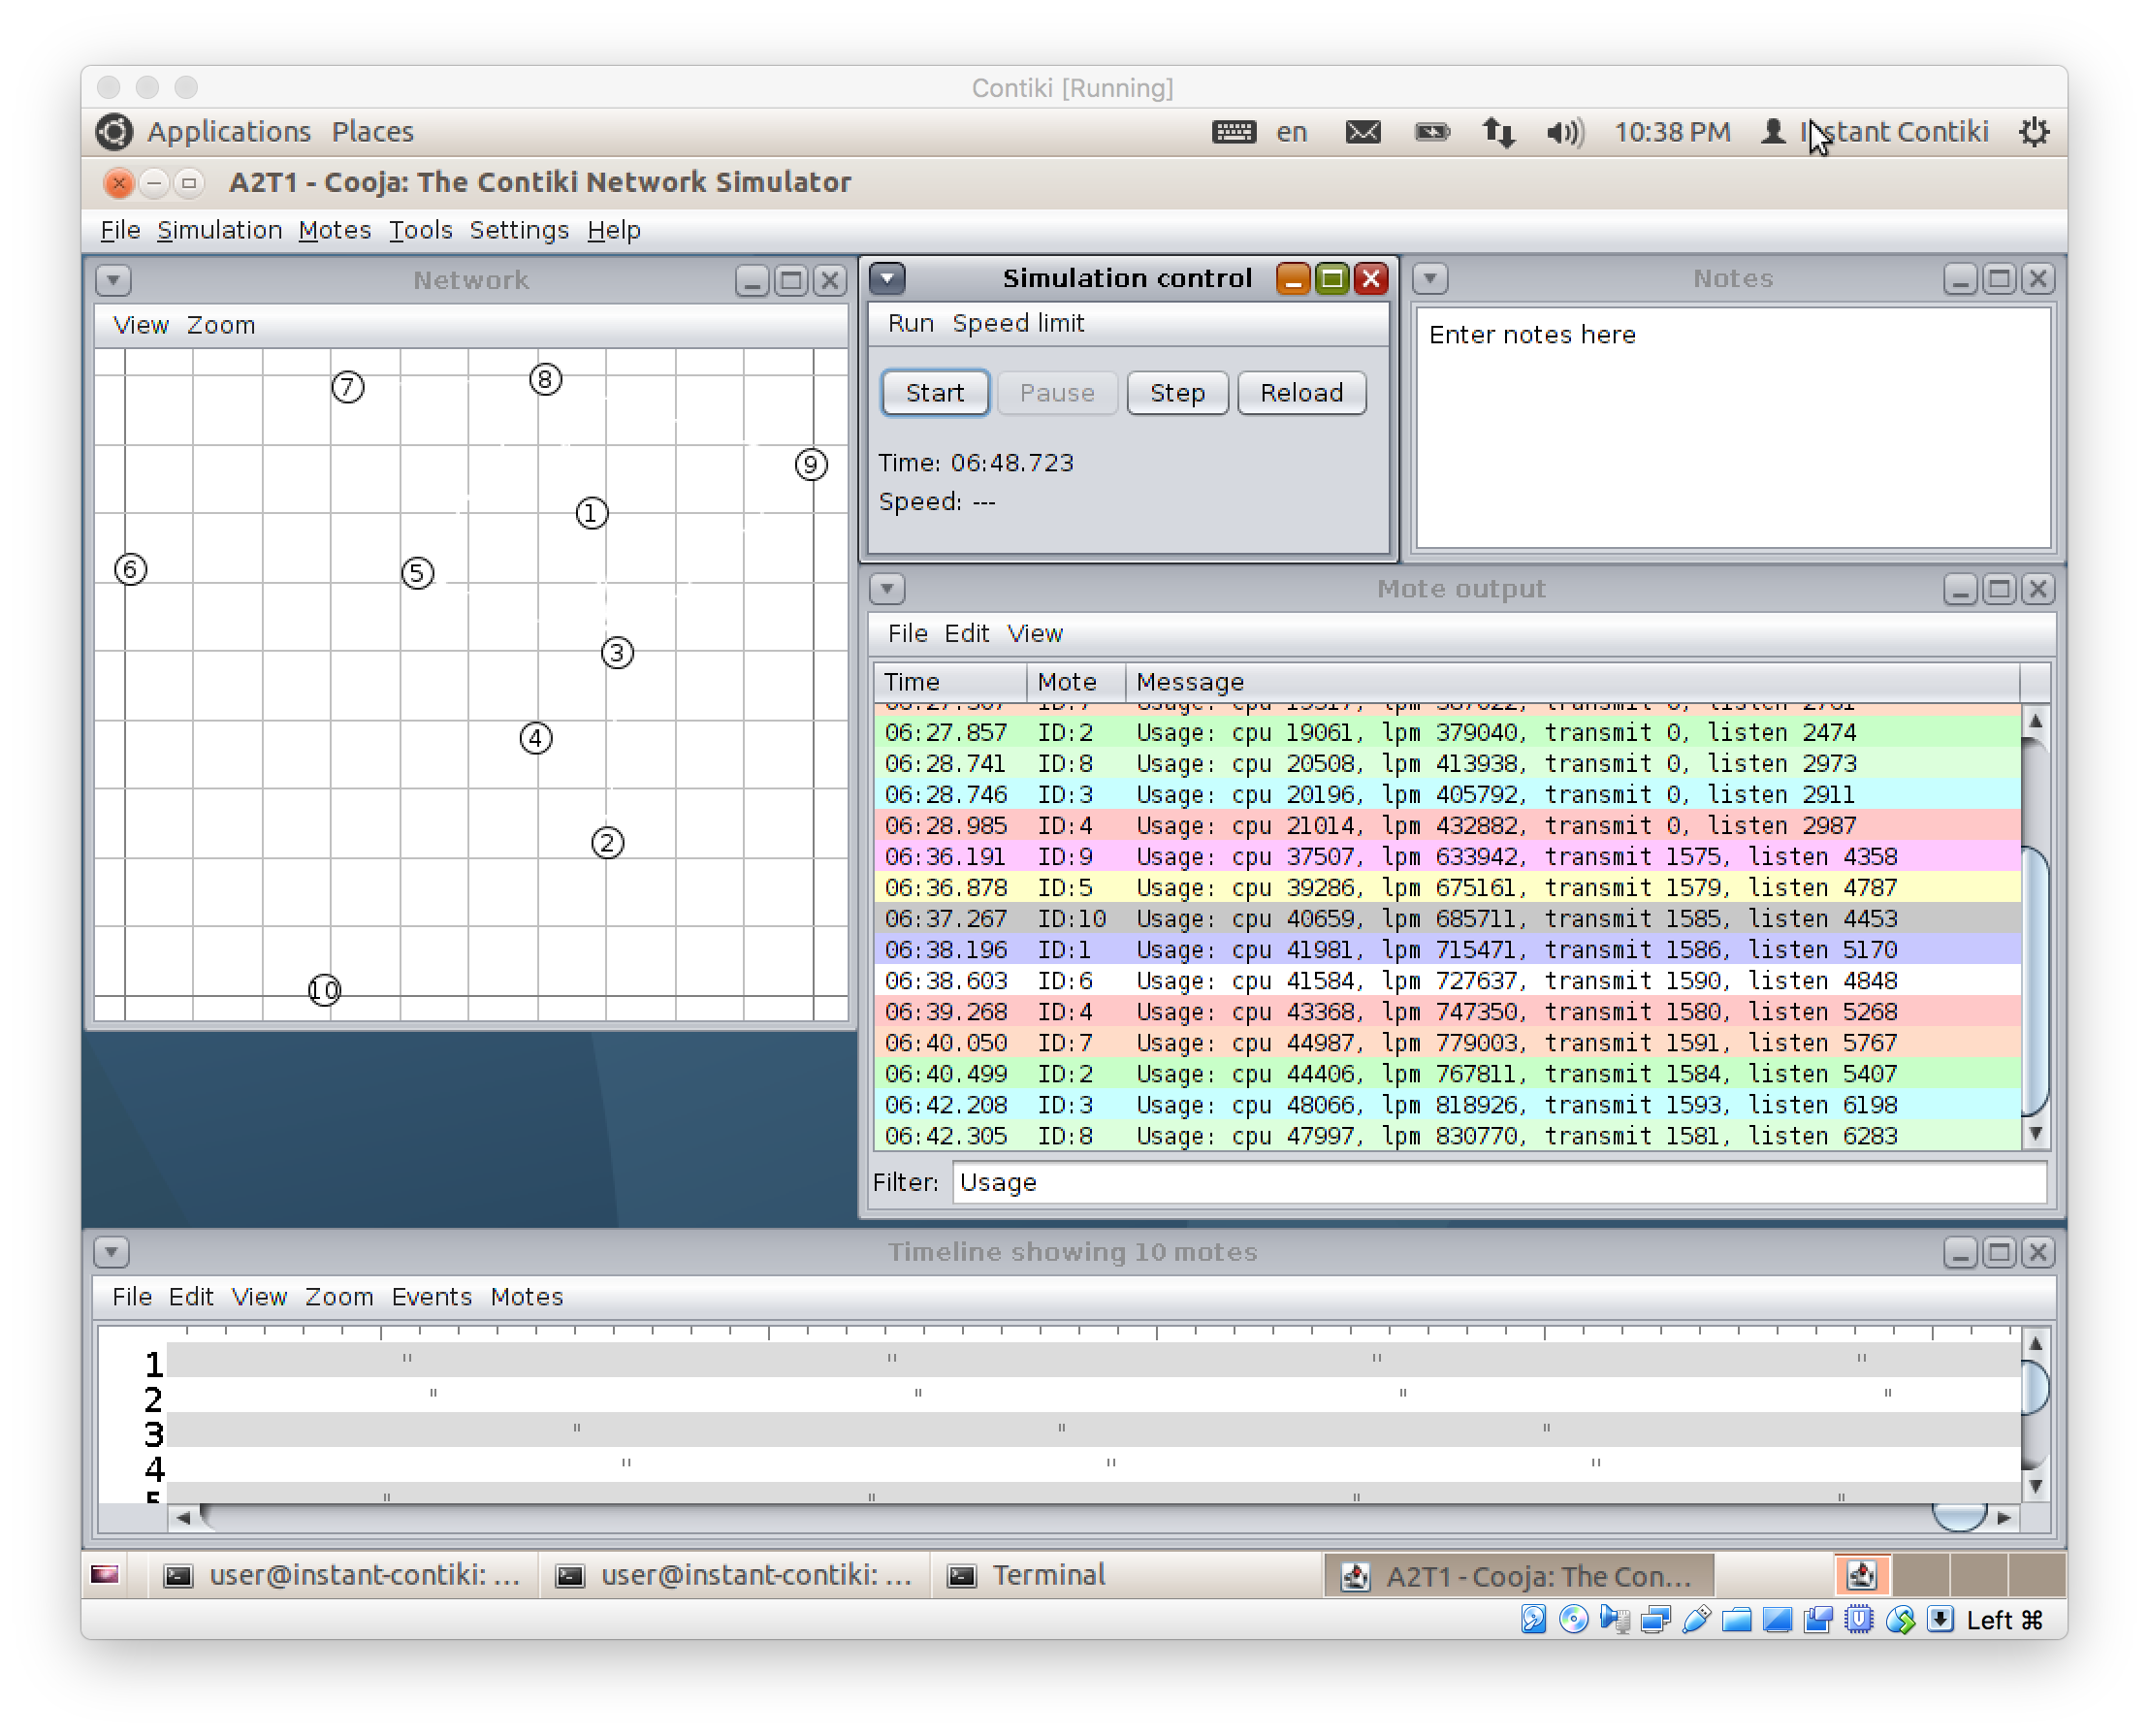 Contiki [Running]
Applications Places en 10:38 PM Instant Contiki
A2T1 - Cooja: The Contiki Network Simulator
File Simulation Motes Tools Settings Help
Network
View Zoom
7
8
9
1
6
5
3
4
2
10
Simulation control
Run Speed limit
Start Pause Step Reload
Time: 06:48.723
Speed: ---
Notes
Enter notes here
Mote output
File Edit View
Time Mote Message
06:27.857 ID:2 Usage: cpu 19061, lpm 379040, transmit 0, listen 2474
06:28.741 ID:8 Usage: cpu 20508, lpm 413938, transmit 0, listen 2973
06:28.746 ID:3 Usage: cpu 20196, lpm 405792, transmit 0, listen 2911
06:28.985 ID:4 Usage: cpu 21014, lpm 432882, transmit 0, listen 2987
06:36.191 ID:9 Usage: cpu 37507, lpm 633942, transmit 1575, listen 4358
06:36.878 ID:5 Usage: cpu 39286, lpm 675161, transmit 1579, listen 4787
06:37.267 ID:10 Usage: cpu 40659, lpm 685711, transmit 1585, listen 4453
06:38.196 ID:1 Usage: cpu 41981, lpm 715471, transmit 1586, listen 5170
06:38.603 ID:6 Usage: cpu 41584, lpm 727637, transmit 1590, listen 4848
06:39.268 ID:4 Usage: cpu 43368, lpm 747350, transmit 1580, listen 5268
06:40.050 ID:7 Usage: cpu 44987, lpm 779003, transmit 1591, listen 5767
06:40.499 ID:2 Usage: cpu 44406, lpm 767811, transmit 1584, listen 5407
06:42.208 ID:3 Usage: cpu 48066, lpm 818926, transmit 1593, listen 6198
06:42.305 ID:8 Usage: cpu 47997, lpm 830770, transmit 1581, listen 6283
Filter: Usage
Timeline showing 10 motes
File Edit View Zoom Events Motes
1
2
3
4
5
user@instant-contiki: ... user@instant-contiki: ... Terminal A2T1 - Cooja: The Con...
Left ⌘